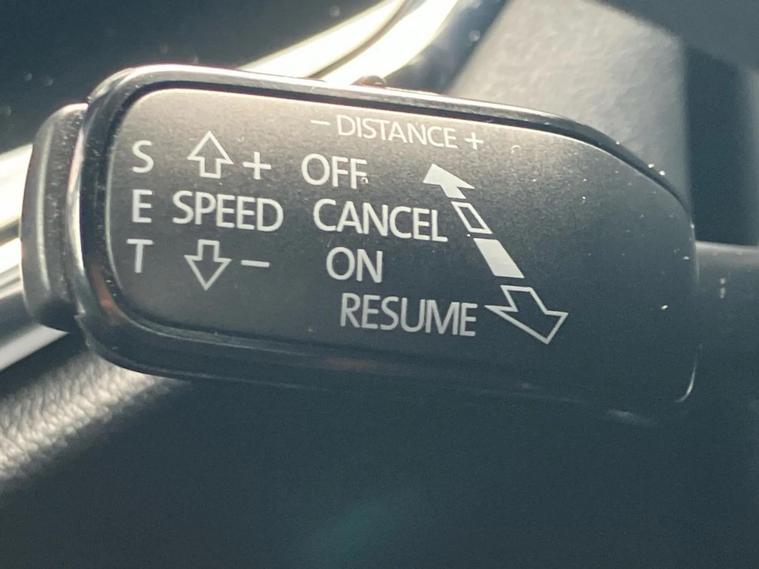 − DISTANCE +
S + OFF
E SPEED CANCEL
T − ON
RESUME